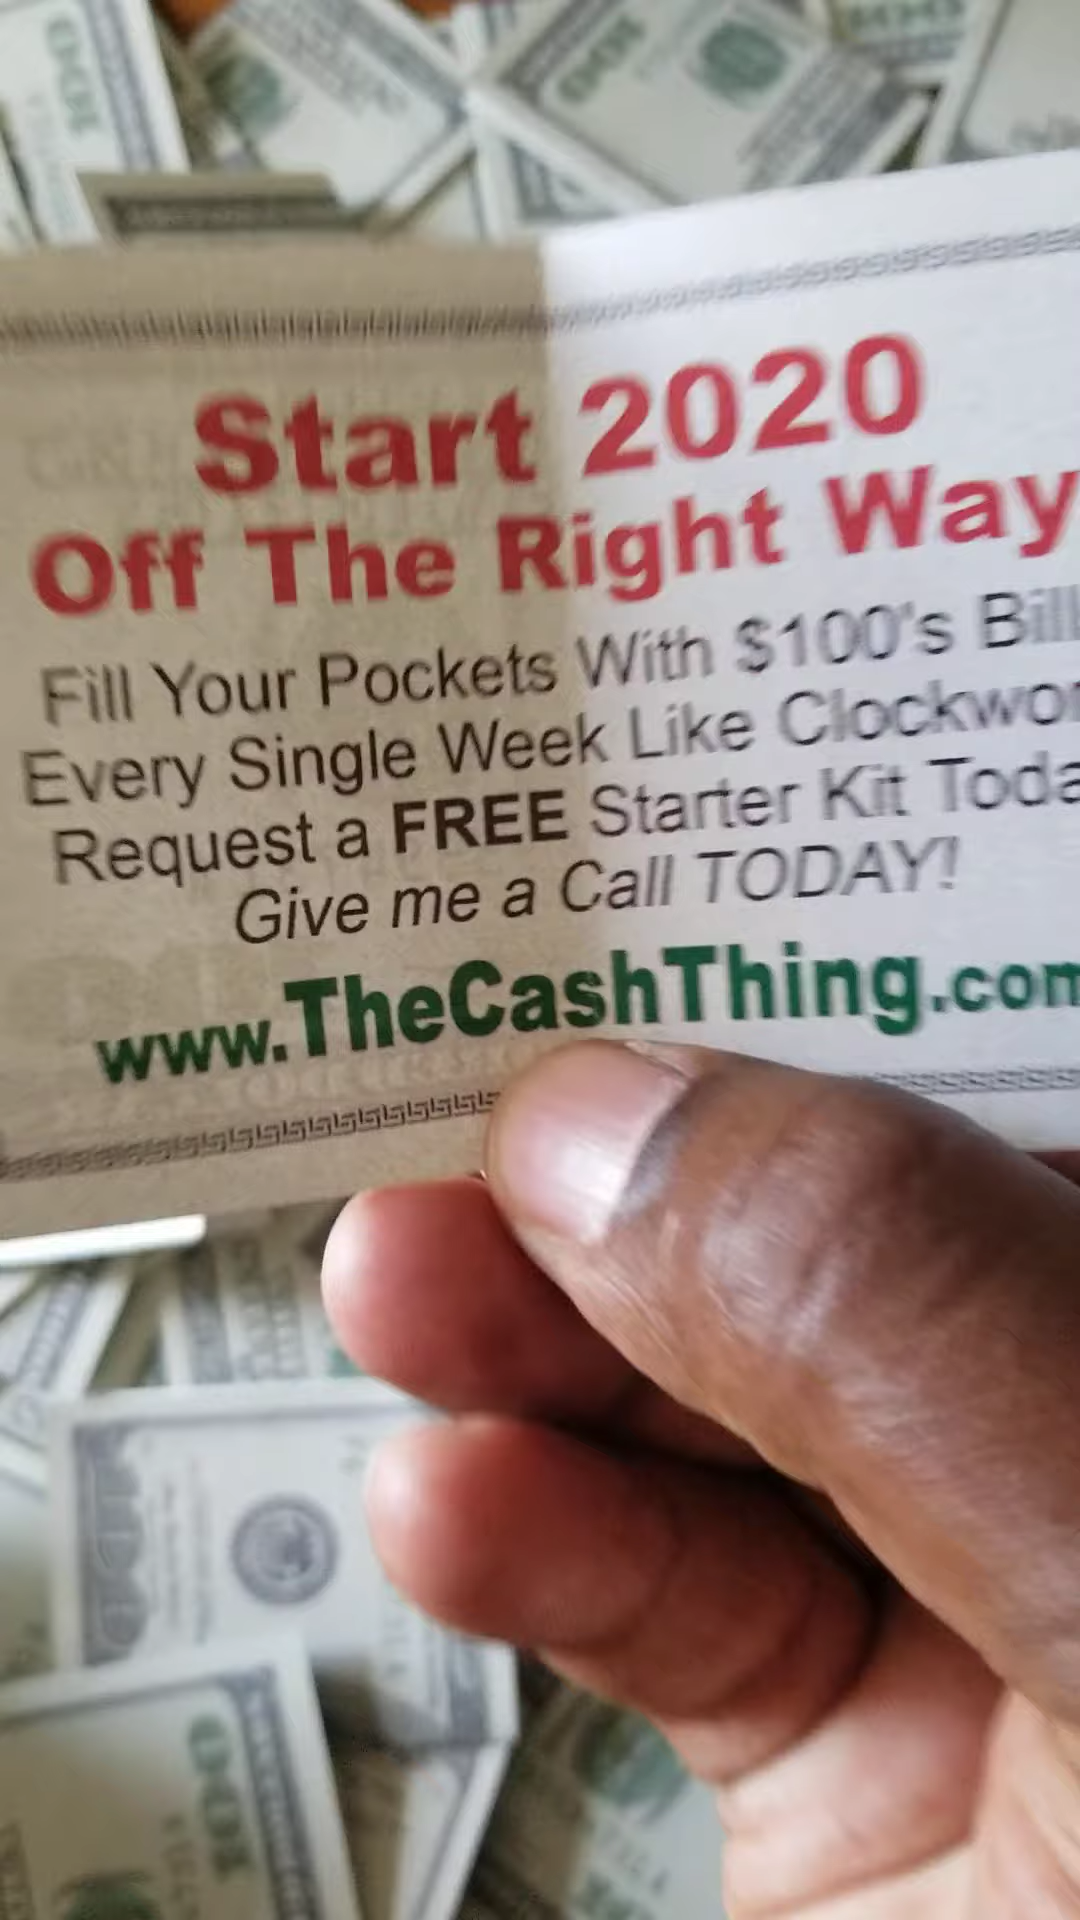 Start 2020
Off The Right Way
Fill Your Pockets With $100's Bill
Every Single Week Like Clockwor
Request a FREE Starter Kit Toda
Give me a Call TODAY!
www.TheCashThing.com